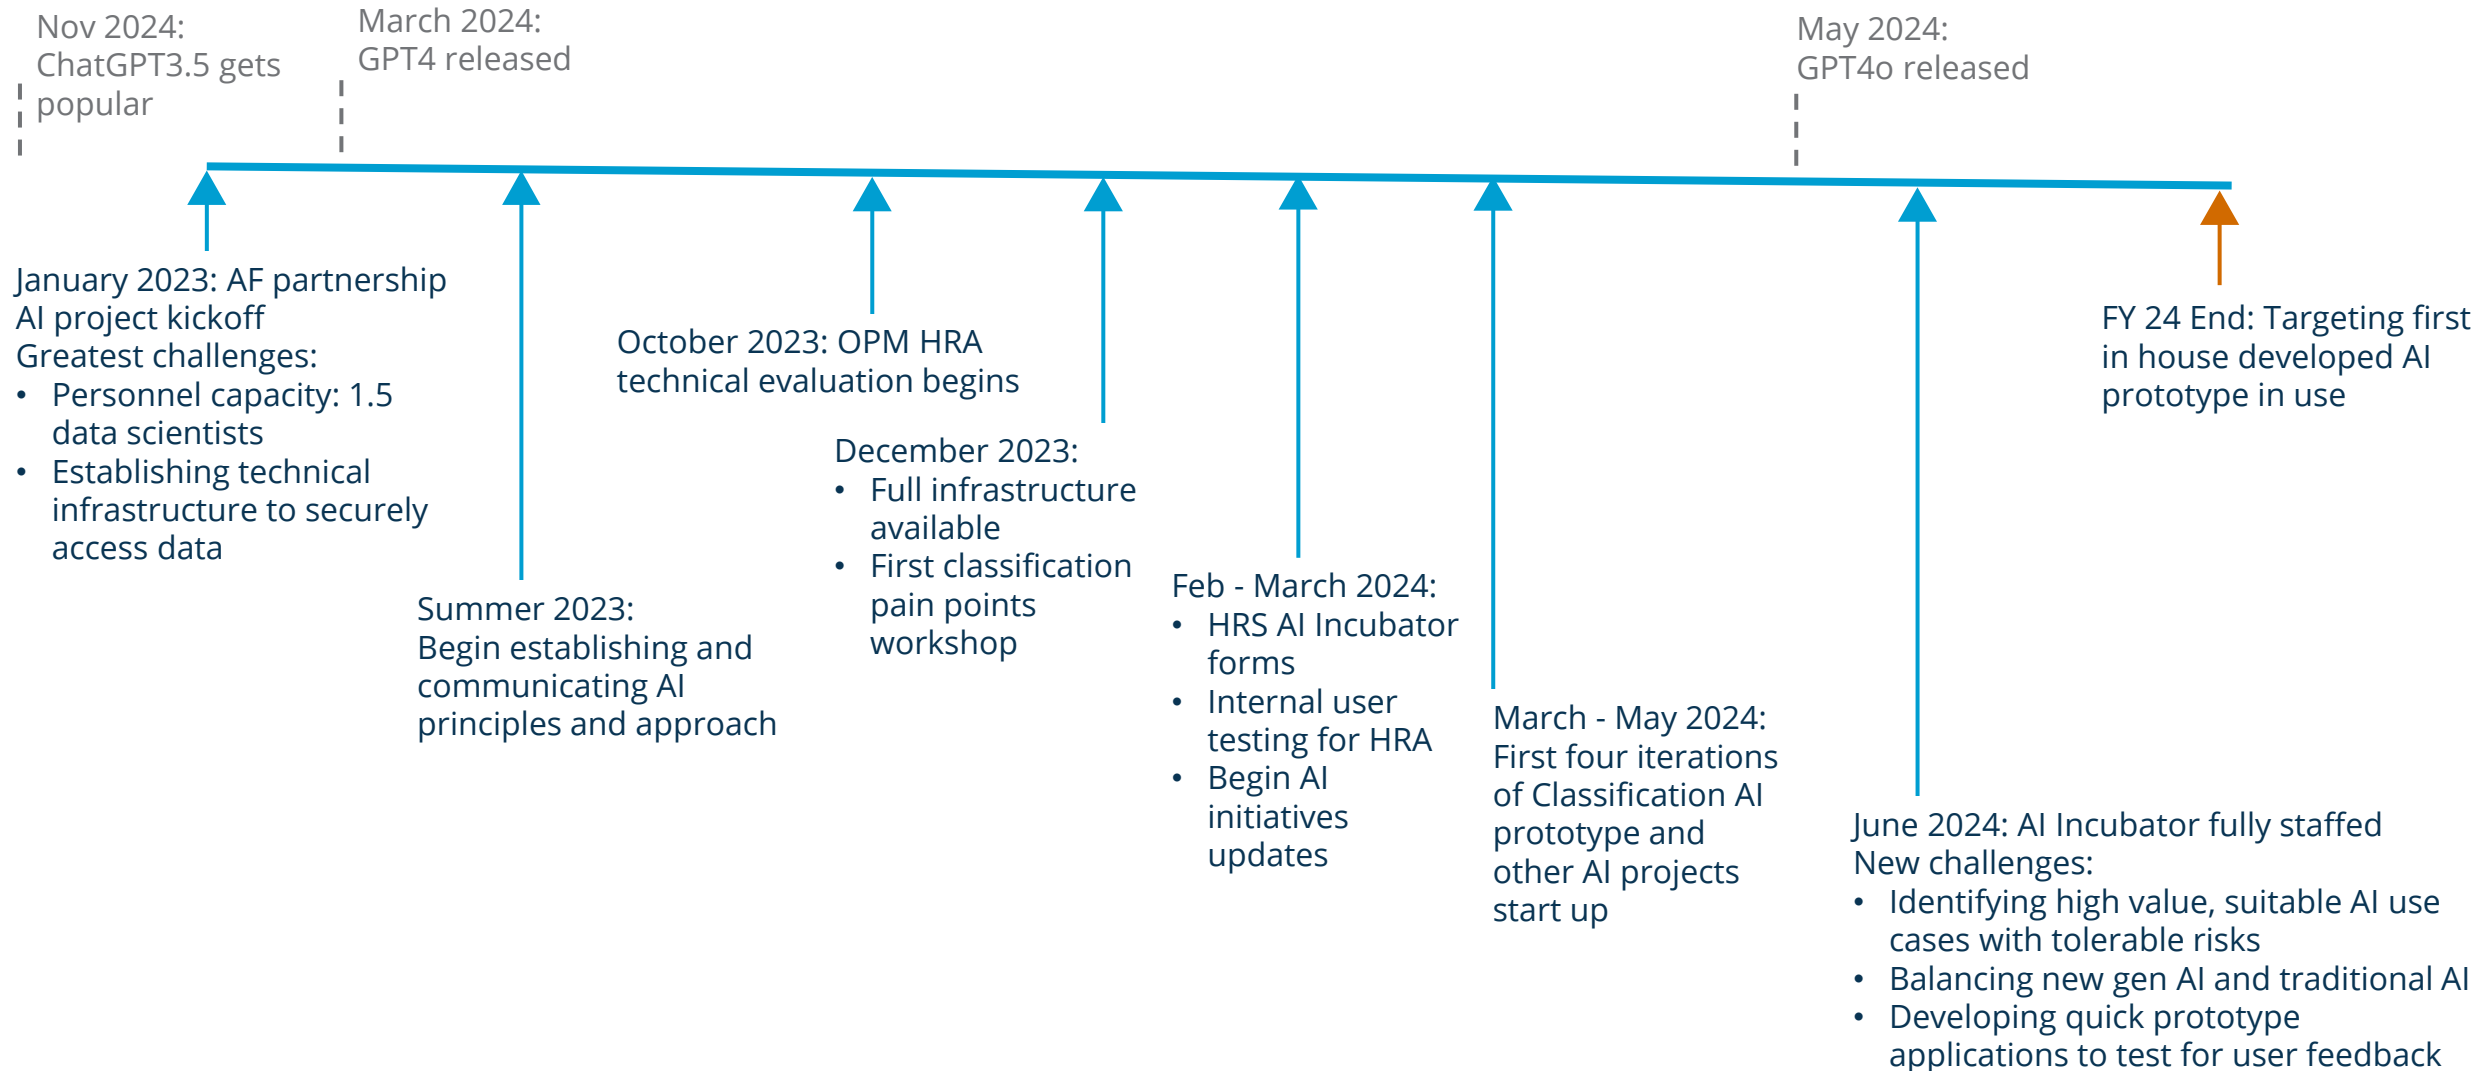 Nov 2024:
ChatGPT3.5 gets
popular
March 2024:
GPT4 released
May 2024:
GPT4o released
January 2023: AF partnership
AI project kickoff
Greatest challenges:
• Personnel capacity: 1.5
data scientists
• Establishing technical
infrastructure to securely
access data
Summer 2023:
Begin establishing and
communicating AI
principles and approach
October 2023: OPM HRA
technical evaluation begins
December 2023:
• Full infrastructure
available
• First classification
pain points
workshop
Feb - March 2024:
• HRS AI Incubator
forms
• Internal user
testing for HRA
• Begin AI
initiatives
updates
March - May 2024:
First four iterations
of Classification AI
prototype and
other AI projects
start up
June 2024: AI Incubator fully staffed
New challenges:
• Identifying high value, suitable AI use
cases with tolerable risks
• Balancing new gen AI and traditional AI
• Developing quick prototype
applications to test for user feedback
FY 24 End: Targeting first
in house developed AI
prototype in use